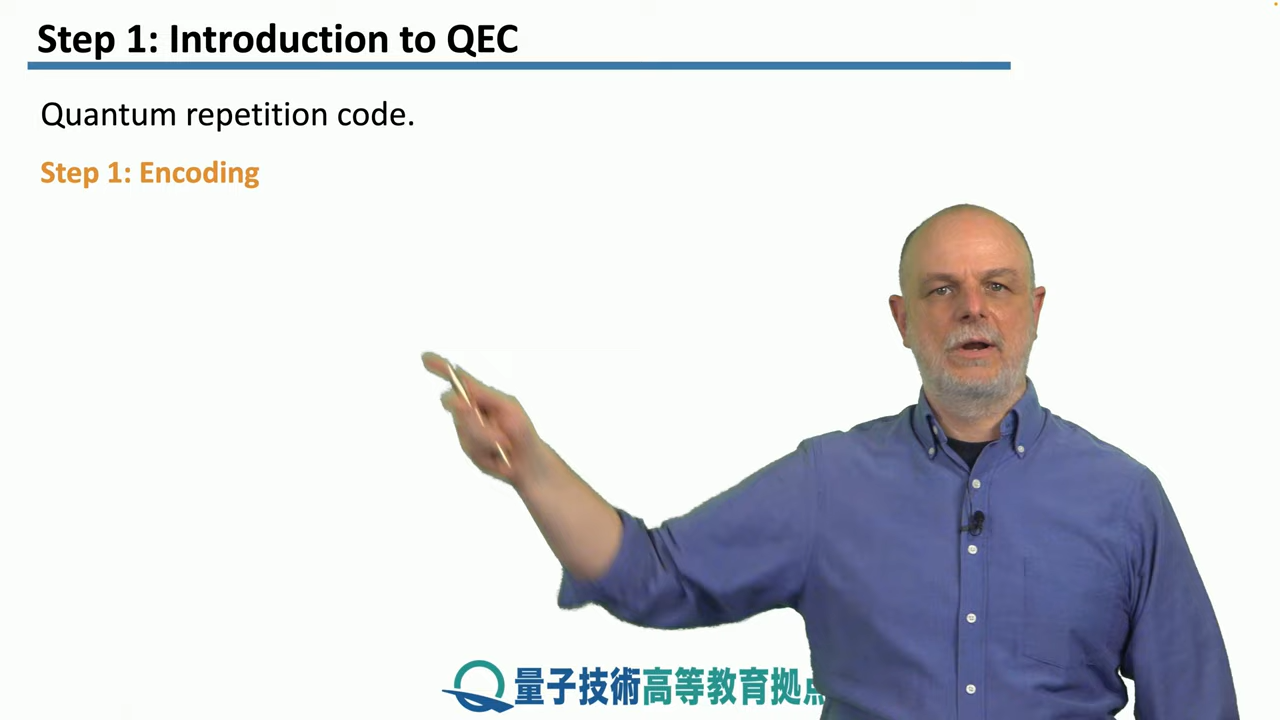 Step 1: Introduction to QEC
Quantum repetition code.
Step 1: Encoding
量子技術高等教育拠点